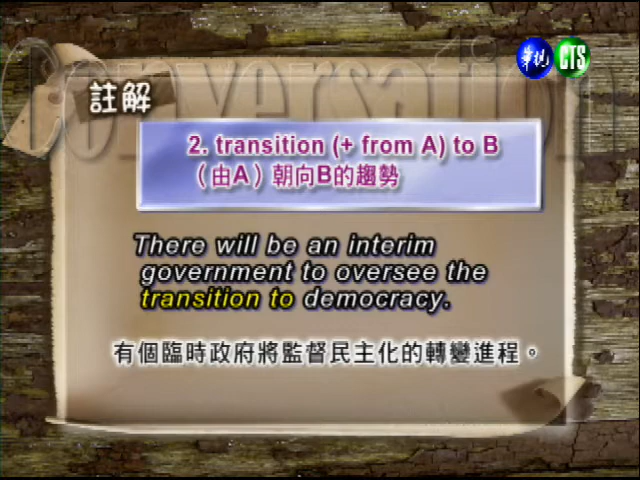 Conversation
華視 CTS
註解
2. transition (+ from A) to B
（由A）朝向B的趨勢
There will be an interim
government to oversee the
transition to democracy.
有個臨時政府將監督民主化的轉變進程。